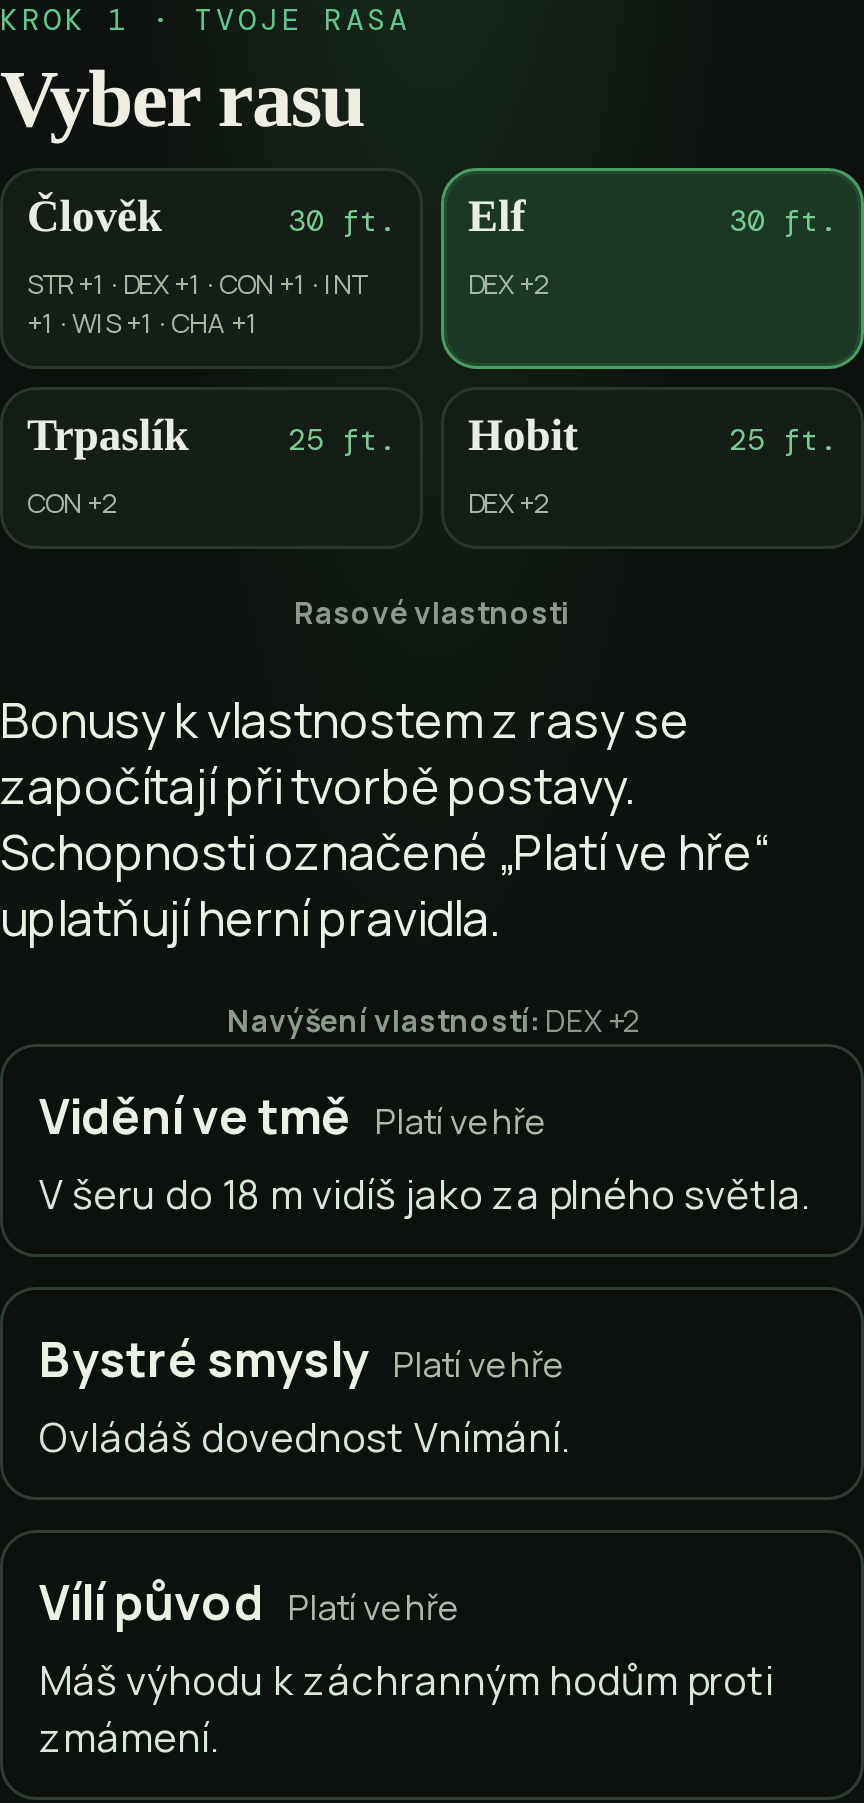 KROK 1 · TVOJE RASA
Vyber rasu
Člověk 30 ft.
STR +1 · DEX +1 · CON +1 · INT
+1 · WIS +1 · CHA +1
Elf 30 ft.
DEX +2
Trpaslík 25 ft.
CON +2
Hobit 25 ft.
DEX +2
Rasové vlastnosti
Bonusy k vlastnostem z rasy se
započítají při tvorbě postavy.
Schopnosti označené „Platí ve hře“
uplatňují herní pravidla.
Navýšení vlastností: DEX +2
Vidění ve tmě Platí ve hře
V šeru do 18 m vidíš jako za plného světla.
Bystré smysly Platí ve hře
Ovládáš dovednost Vnímání.
Vílí původ Platí ve hře
Máš výhodu k záchranným hodům proti
zmámení.